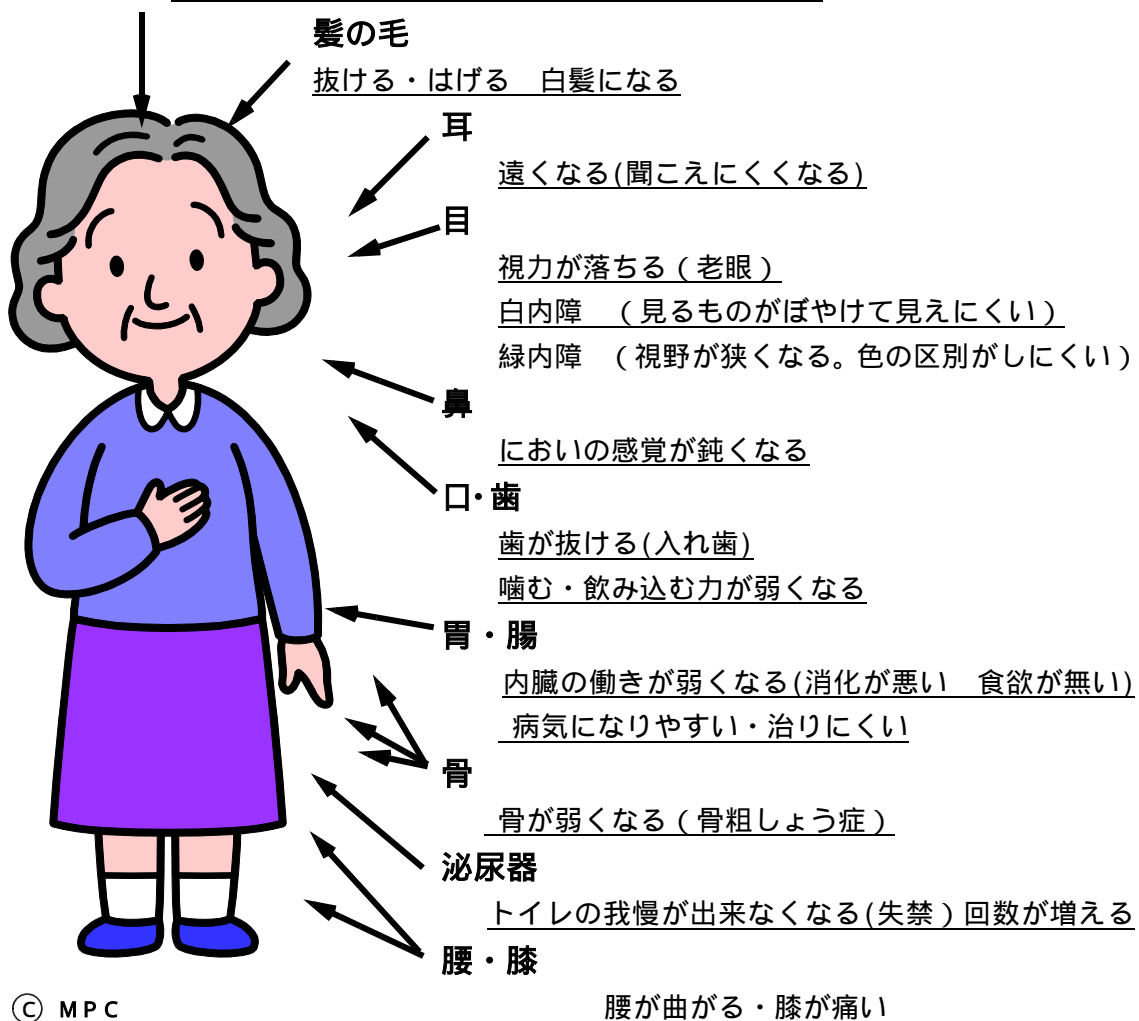 髪の毛
抜ける・はげる　白髪になる
耳
遠くなる(聞こえにくくなる)
目
視力が落ちる（老眼）
白内障　（見るものがぼやけて見えにくい）
緑内障　（視野が狭くなる。色の区別がしにくい）
鼻
においの感覚が鈍くなる
口・歯
歯が抜ける(入れ歯)
噛む・飲み込む力が弱くなる
胃・腸
内臓の働きが弱くなる(消化が悪い　食欲が無い)
病気になりやすい・治りにくい
骨
骨が弱くなる（骨粗しょう症）
泌尿器
トイレの我慢が出来なくなる(失禁）回数が増える
腰・膝
腰が曲がる・膝が痛い
Ⓒ MPC